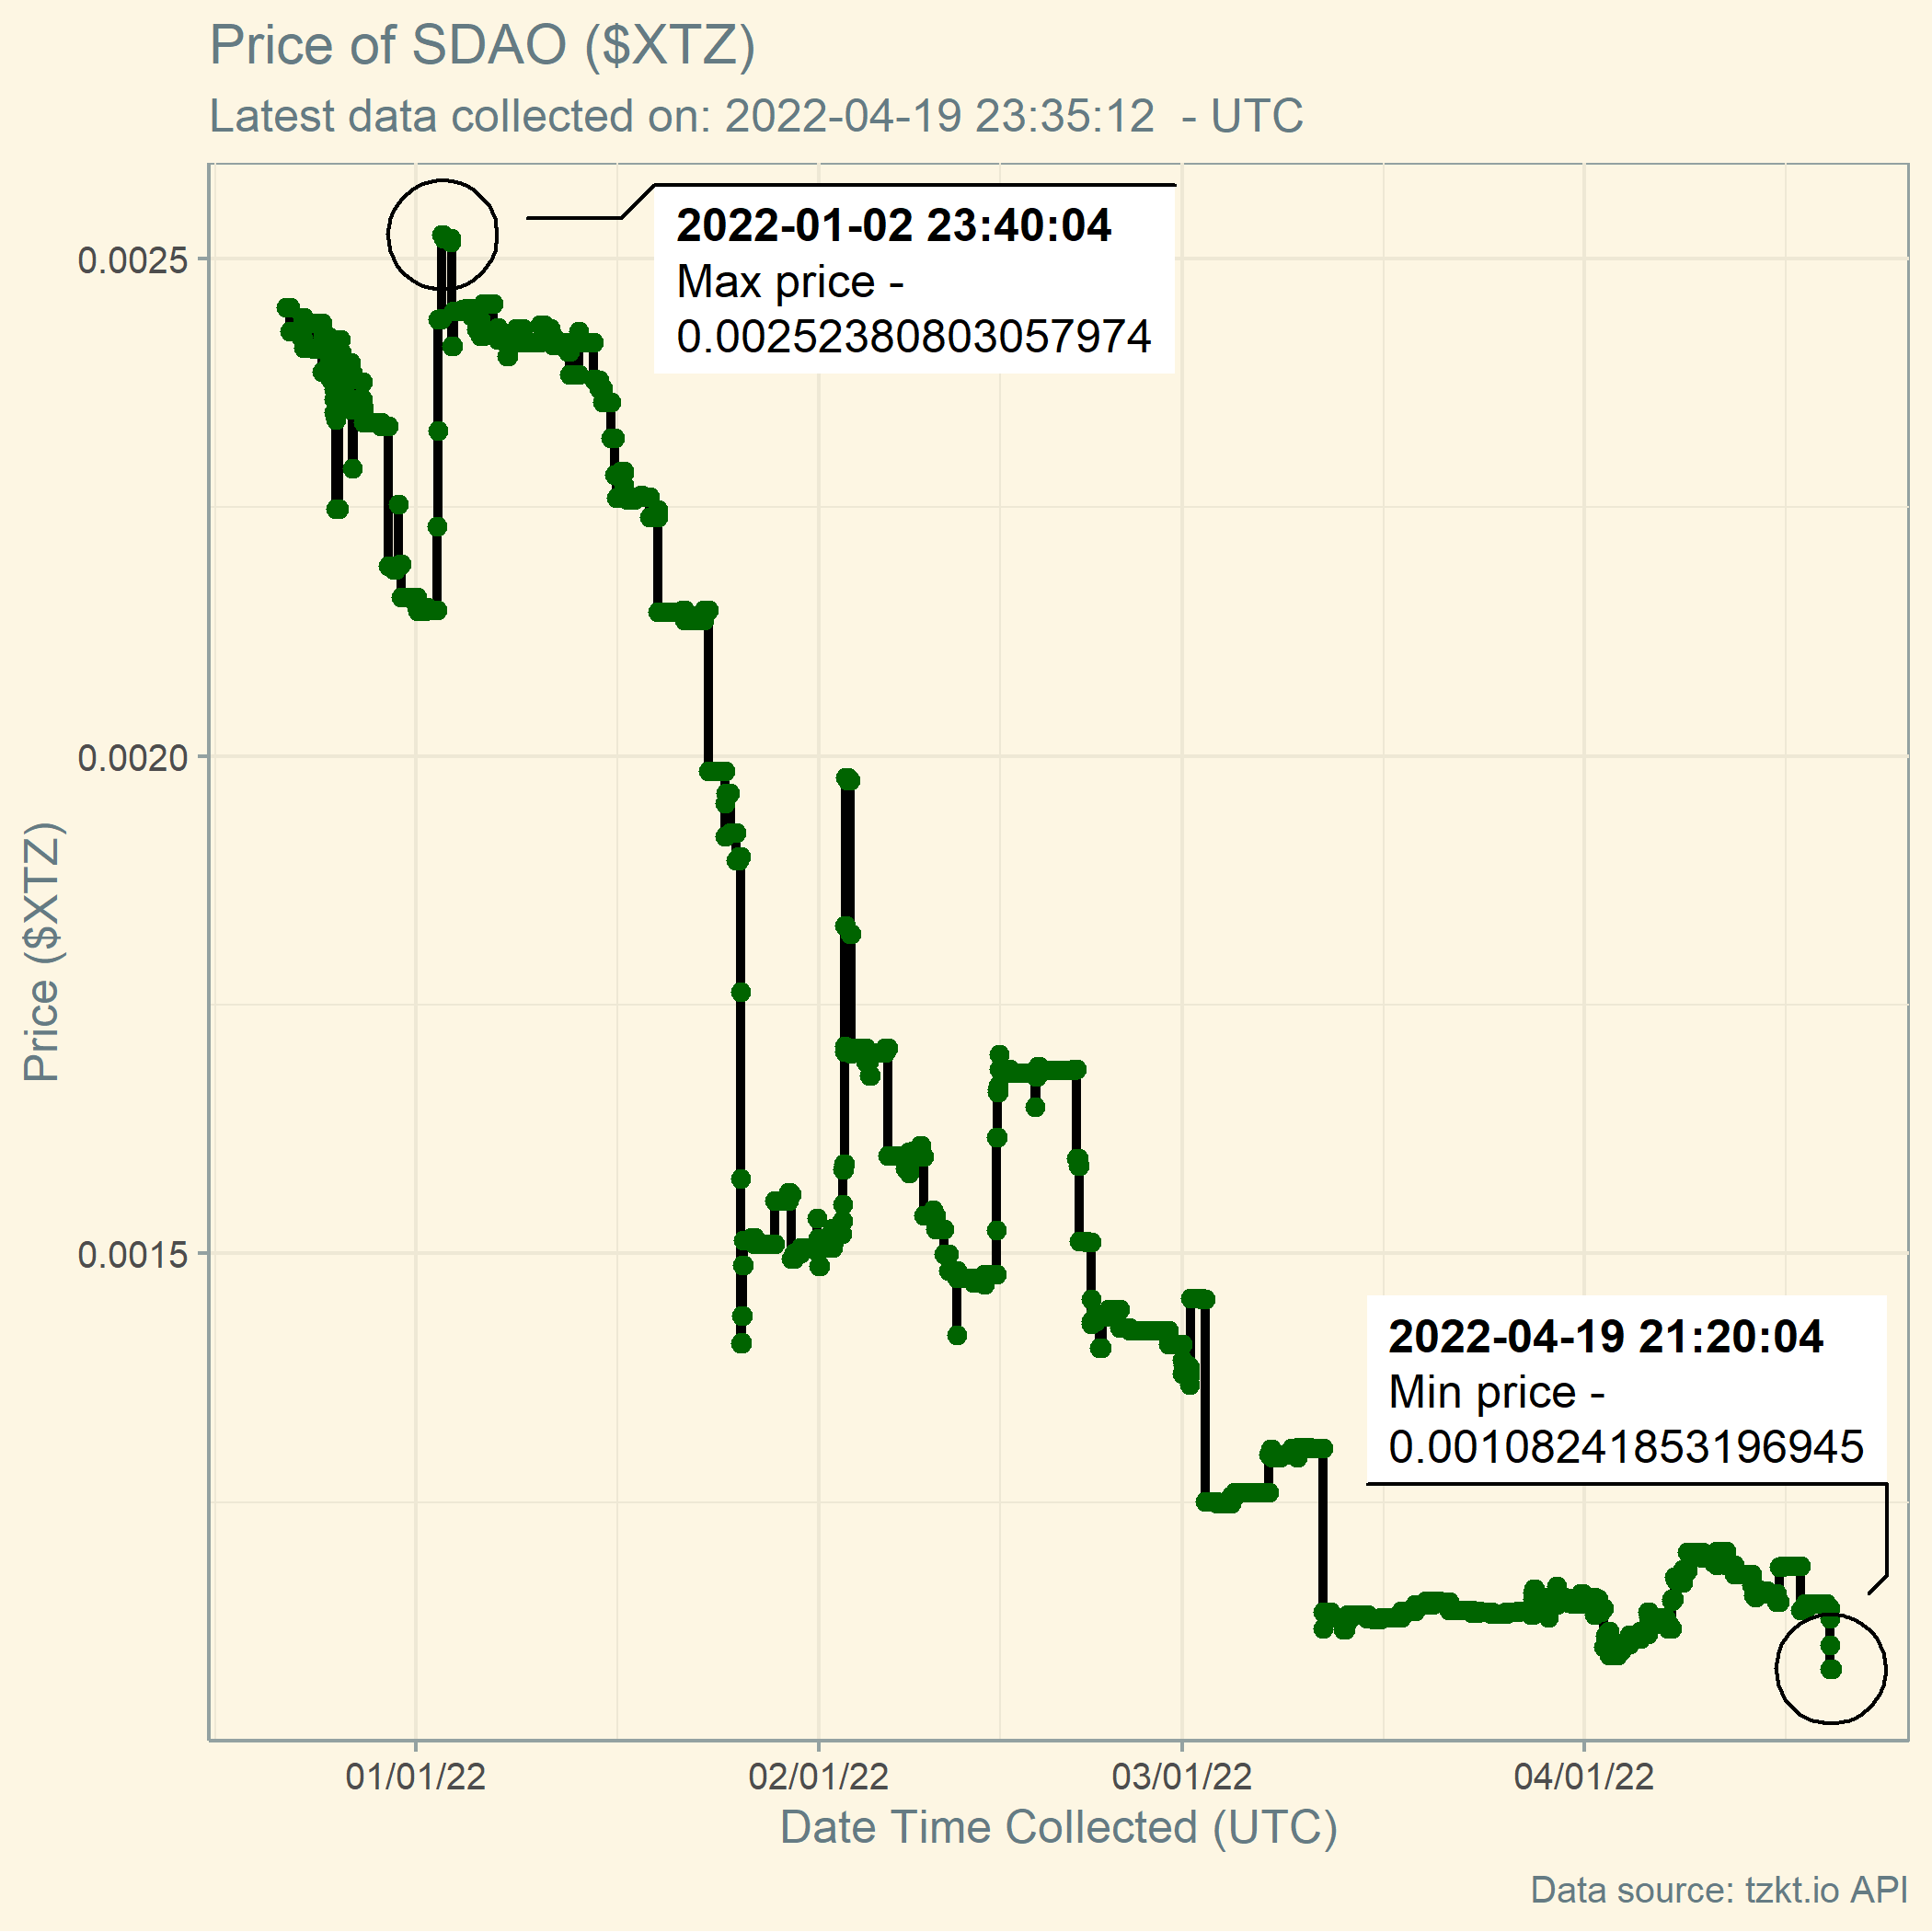 Price of SDAO ($XTZ)
Latest data collected on: 2022-04-19 23:35:12  - UTC
2022-01-02 23:40:04
Max price -
0.00252380803057974
0.0025
0.0020
Price ($XTZ)
0.0015
2022-04-19 21:20:04
Min price -
0.00108241853196945
01/01/22
02/01/22
03/01/22
04/01/22
Date Time Collected (UTC)
Data source: tzkt.io API